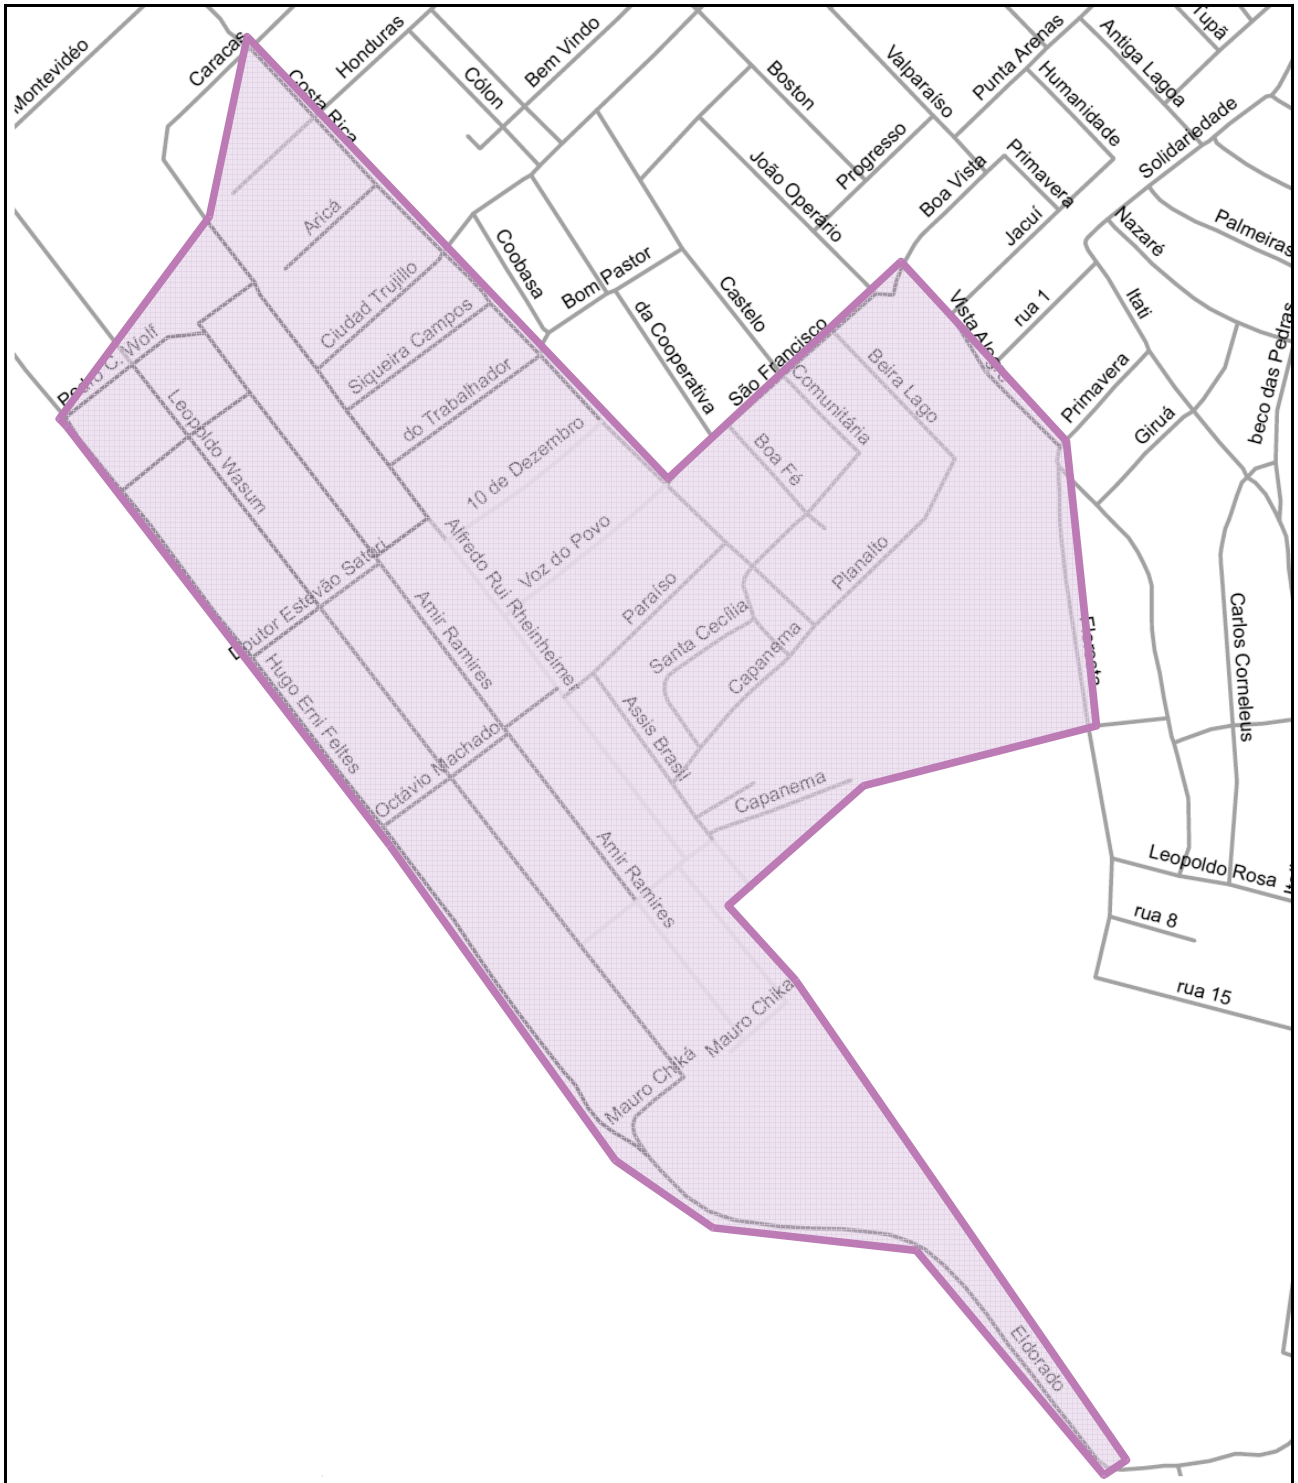 Montevidéo
Caracas
Costa Rica
Honduras
Cólon
Bem Vindo
Boston
Valparaíso
Punta Arenas
Antiga Lagoa
Tupã
Humanidade
Solidariedade
Progresso
João Operário
Boa Vista
Primavera
Jacuí
Nazaré
Palmeiras
Aricá
Coobasa
Bom Pastor
Ciudad Trujillo
Castelo
da Cooperativa
São Francisco
Vista Alegre
rua 1
Itati
beco das Pedras
Siqueira Campos
Pedro C. Wolf
do Trabalhador
Comunitária
Beira Lago
Primavera
Giruá
Leopoldo Wasum
10 de Dezembro
Boa Fé
Alfredo Rui Rheinheimer
Voz do Povo
Planalto
Doutor Estevão Satori
Amir Ramires
Paraíso
Santa Cecília
Capanema
Floresta
Carlos Corneleus
Hugo Erni Feltes
Assis Brasil
Octávio Machado
Capanema
Amir Ramires
Leopoldo Rosa
rua 8
rua 15
Mauro Chiká
Mauro Chiká
Eldorado